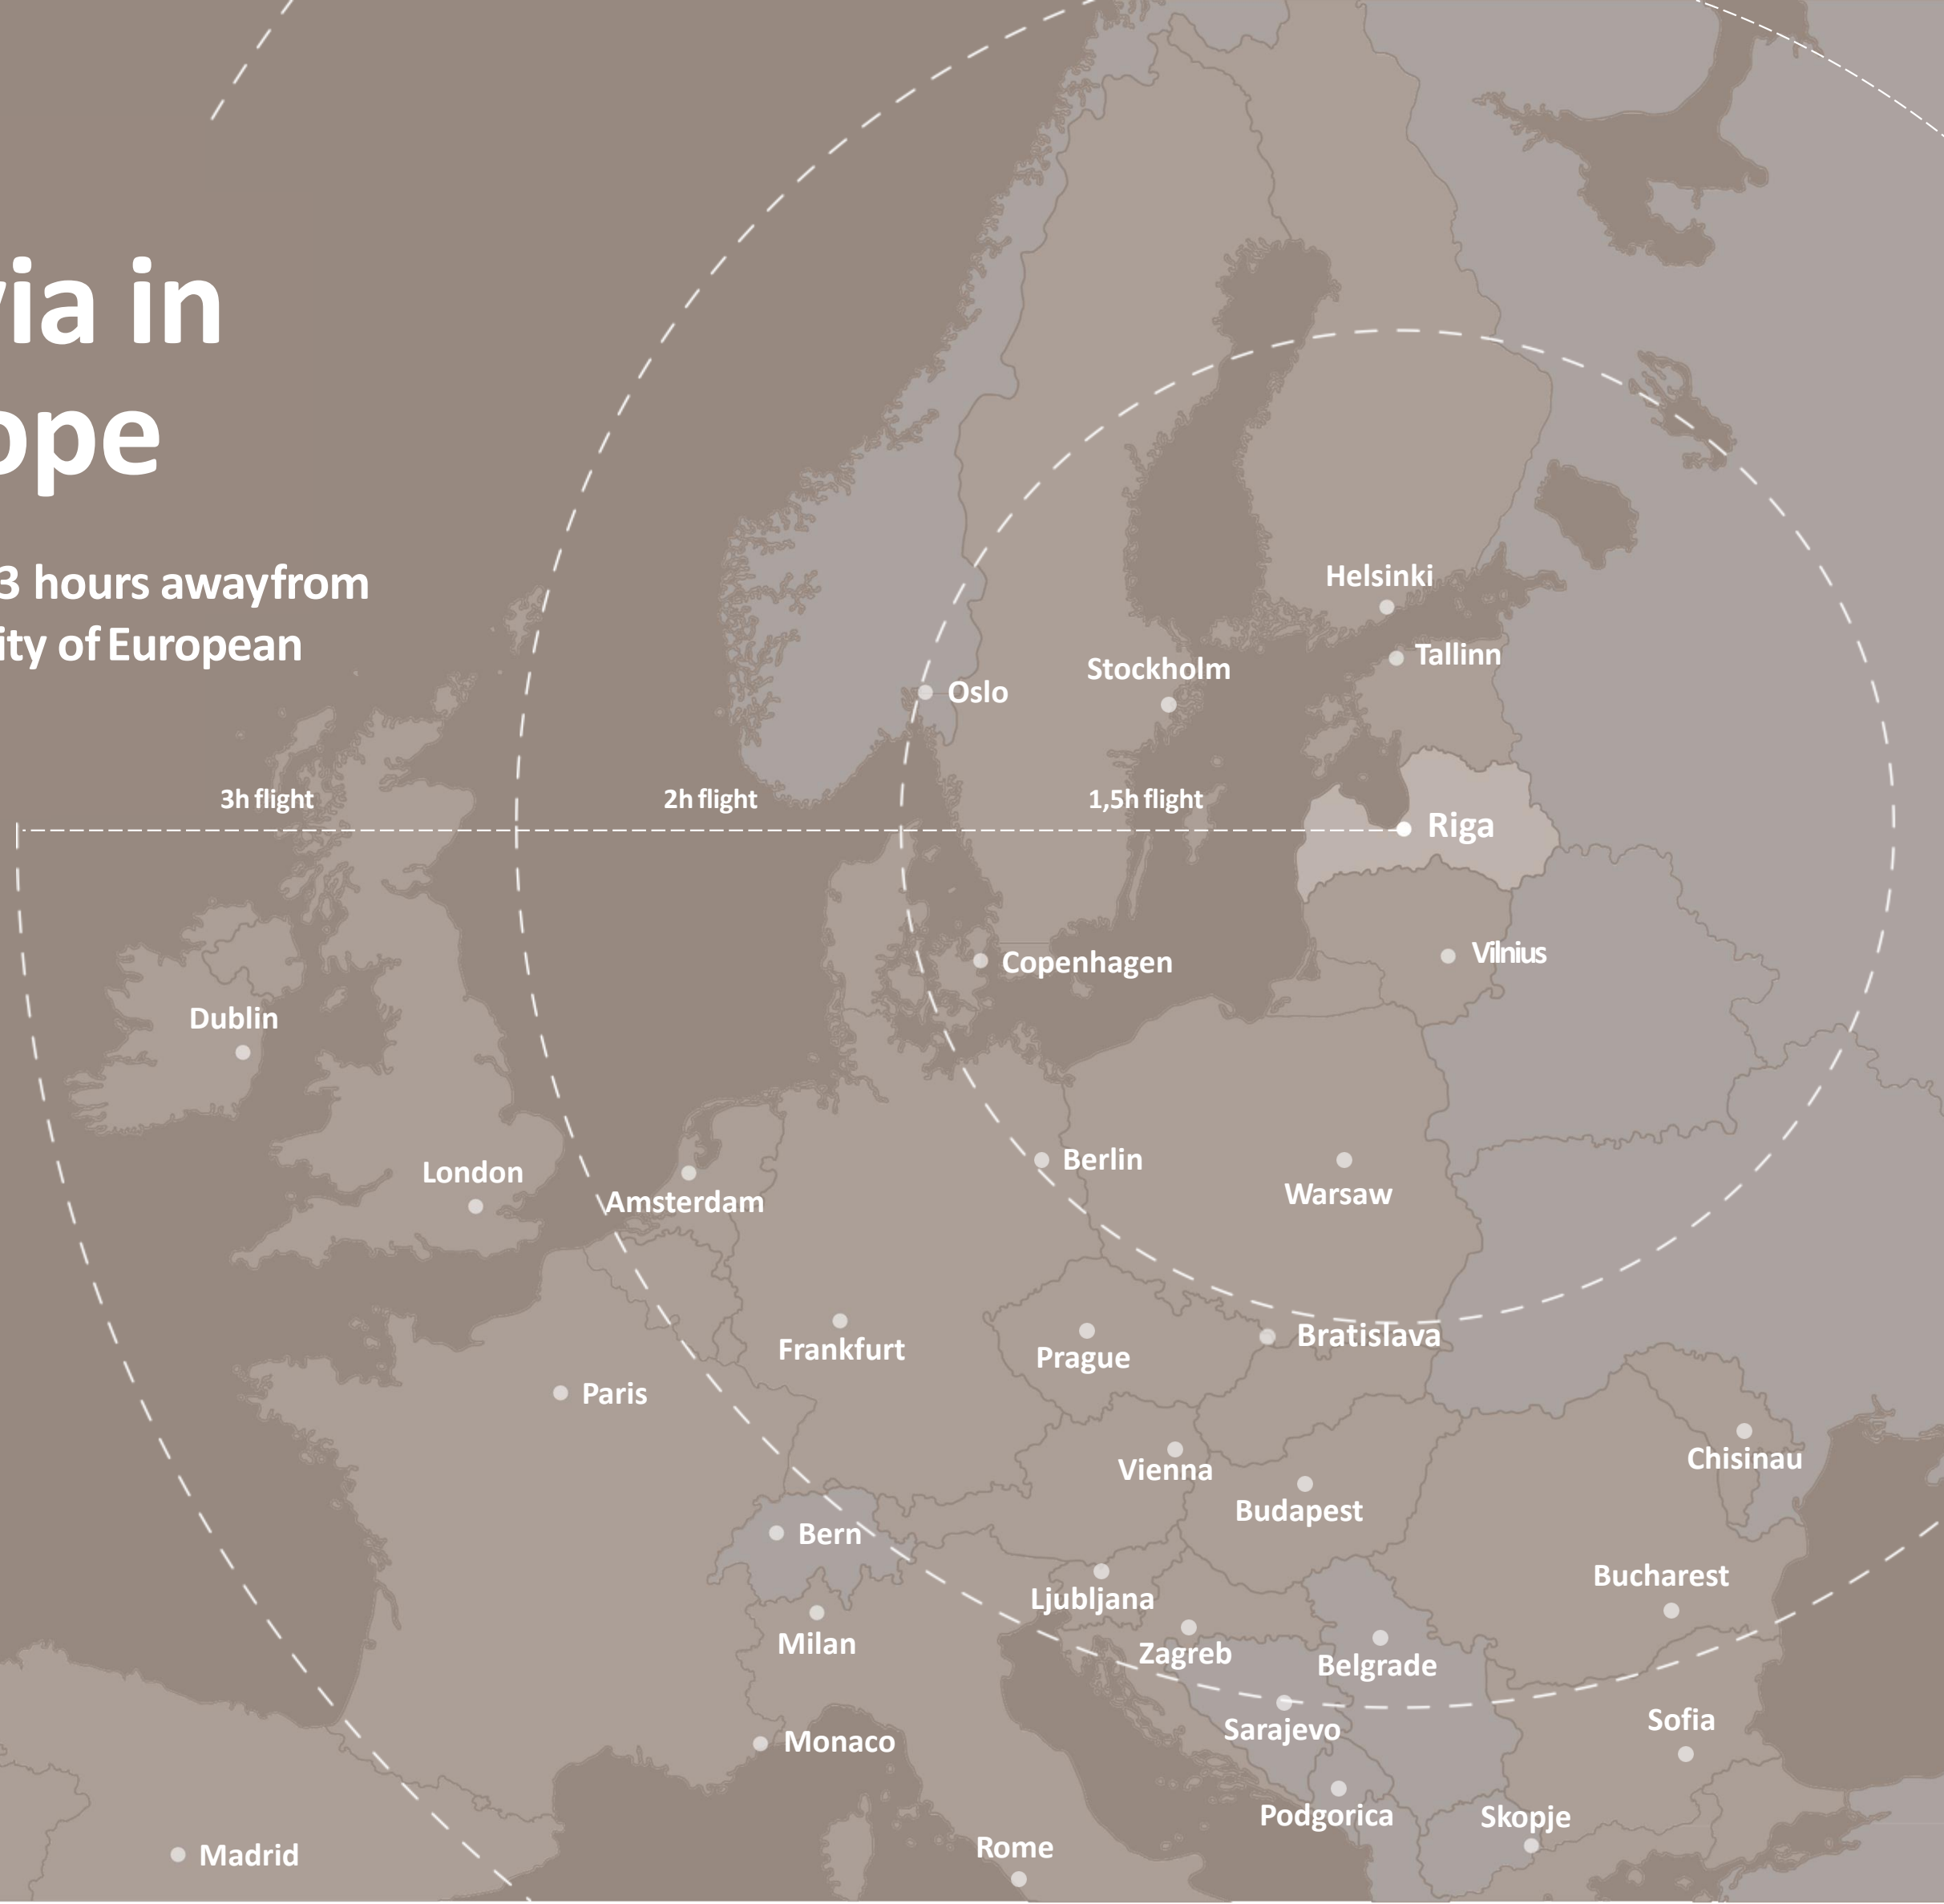 via in
ope
3 hours awayfrom
ity of European
Helsinki
Tallinn
Stockholm
Oslo
3h flight
2h flight
1,5h flight
Riga
Copenhagen
Vilnius
Dublin
London
Amsterdam
Berlin
Warsaw
Frankfurt
Prague
Bratislava
Paris
Vienna
Chisinau
Budapest
Bern
Ljubljana
Bucharest
Milan
Zagreb
Belgrade
Sarajevo
Sofia
Monaco
Podgorica
Skopje
Madrid
Rome